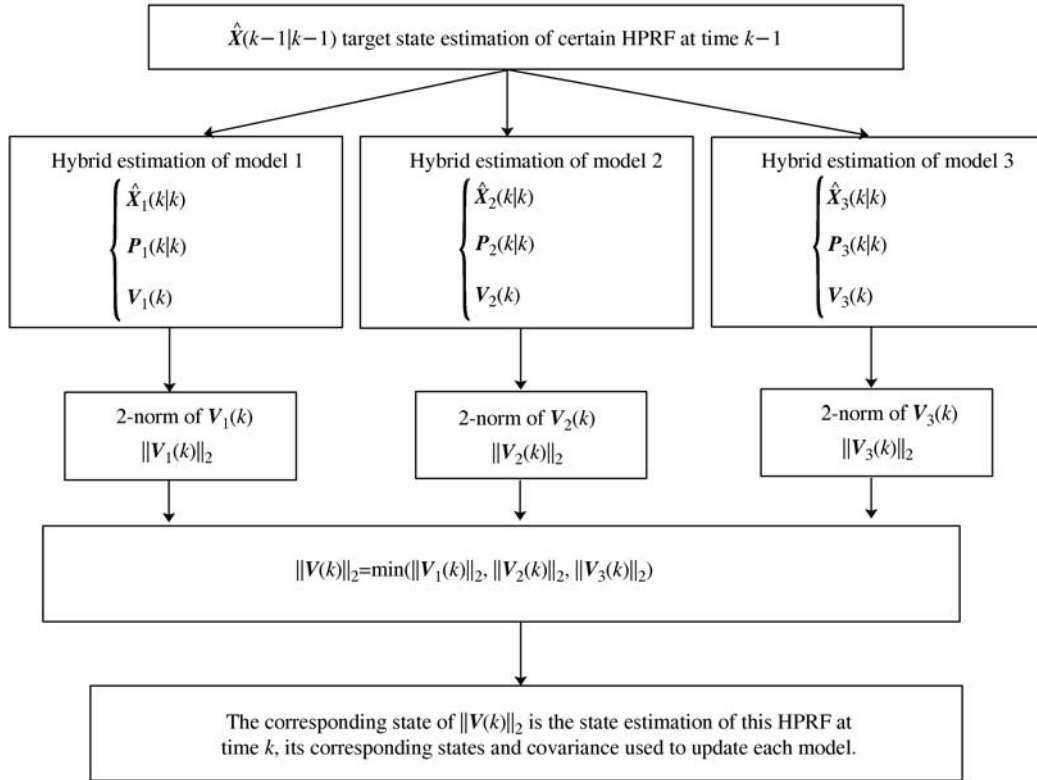 X̂(k−1|k−1) target state estimation of certain HPRF at time k−1
Hybrid estimation of model 1
X̂₁(k|k)
P₁(k|k)
V₁(k)
Hybrid estimation of model 2
X̂₂(k|k)
P₂(k|k)
V₂(k)
Hybrid estimation of model 3
X̂₃(k|k)
P₃(k|k)
V₃(k)
2-norm of V₁(k)
||V₁(k)||₂
2-norm of V₂(k)
||V₂(k)||₂
2-norm of V₃(k)
||V₃(k)||₂
||V(k)||₂=min(||V₁(k)||₂, ||V₂(k)||₂, ||V₃(k)||₂)
The corresponding state of ||V(k)||₂ is the state estimation of this HPRF at
time k, its corresponding states and covariance used to update each model.